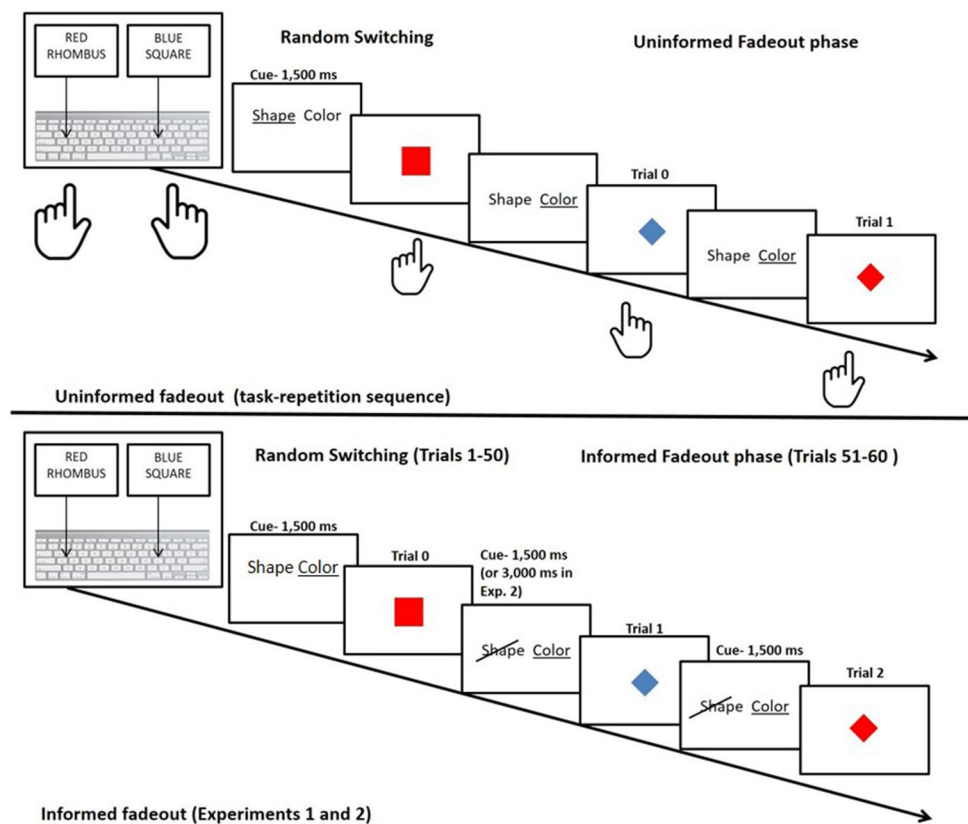 RED
RHOMBUS
BLUE
SQUARE
Random Switching
Uninformed Fadeout phase
Cue- 1,500 ms
Shape Color
Shape Color
Trial 0
Shape Color
Trial 1
Uninformed fadeout (task-repetition sequence)
RED
RHOMBUS
BLUE
SQUARE
Random Switching (Trials 1-50)
Informed Fadeout phase (Trials 51-60 )
Cue- 1,500 ms
Shape Color
Trial 0
Cue- 1,500 ms
(or 3,000 ms in
Exp. 2)
Shape Color
Trial 1
Cue- 1,500 ms
Shape Color
Trial 2
Informed fadeout (Experiments 1 and 2)